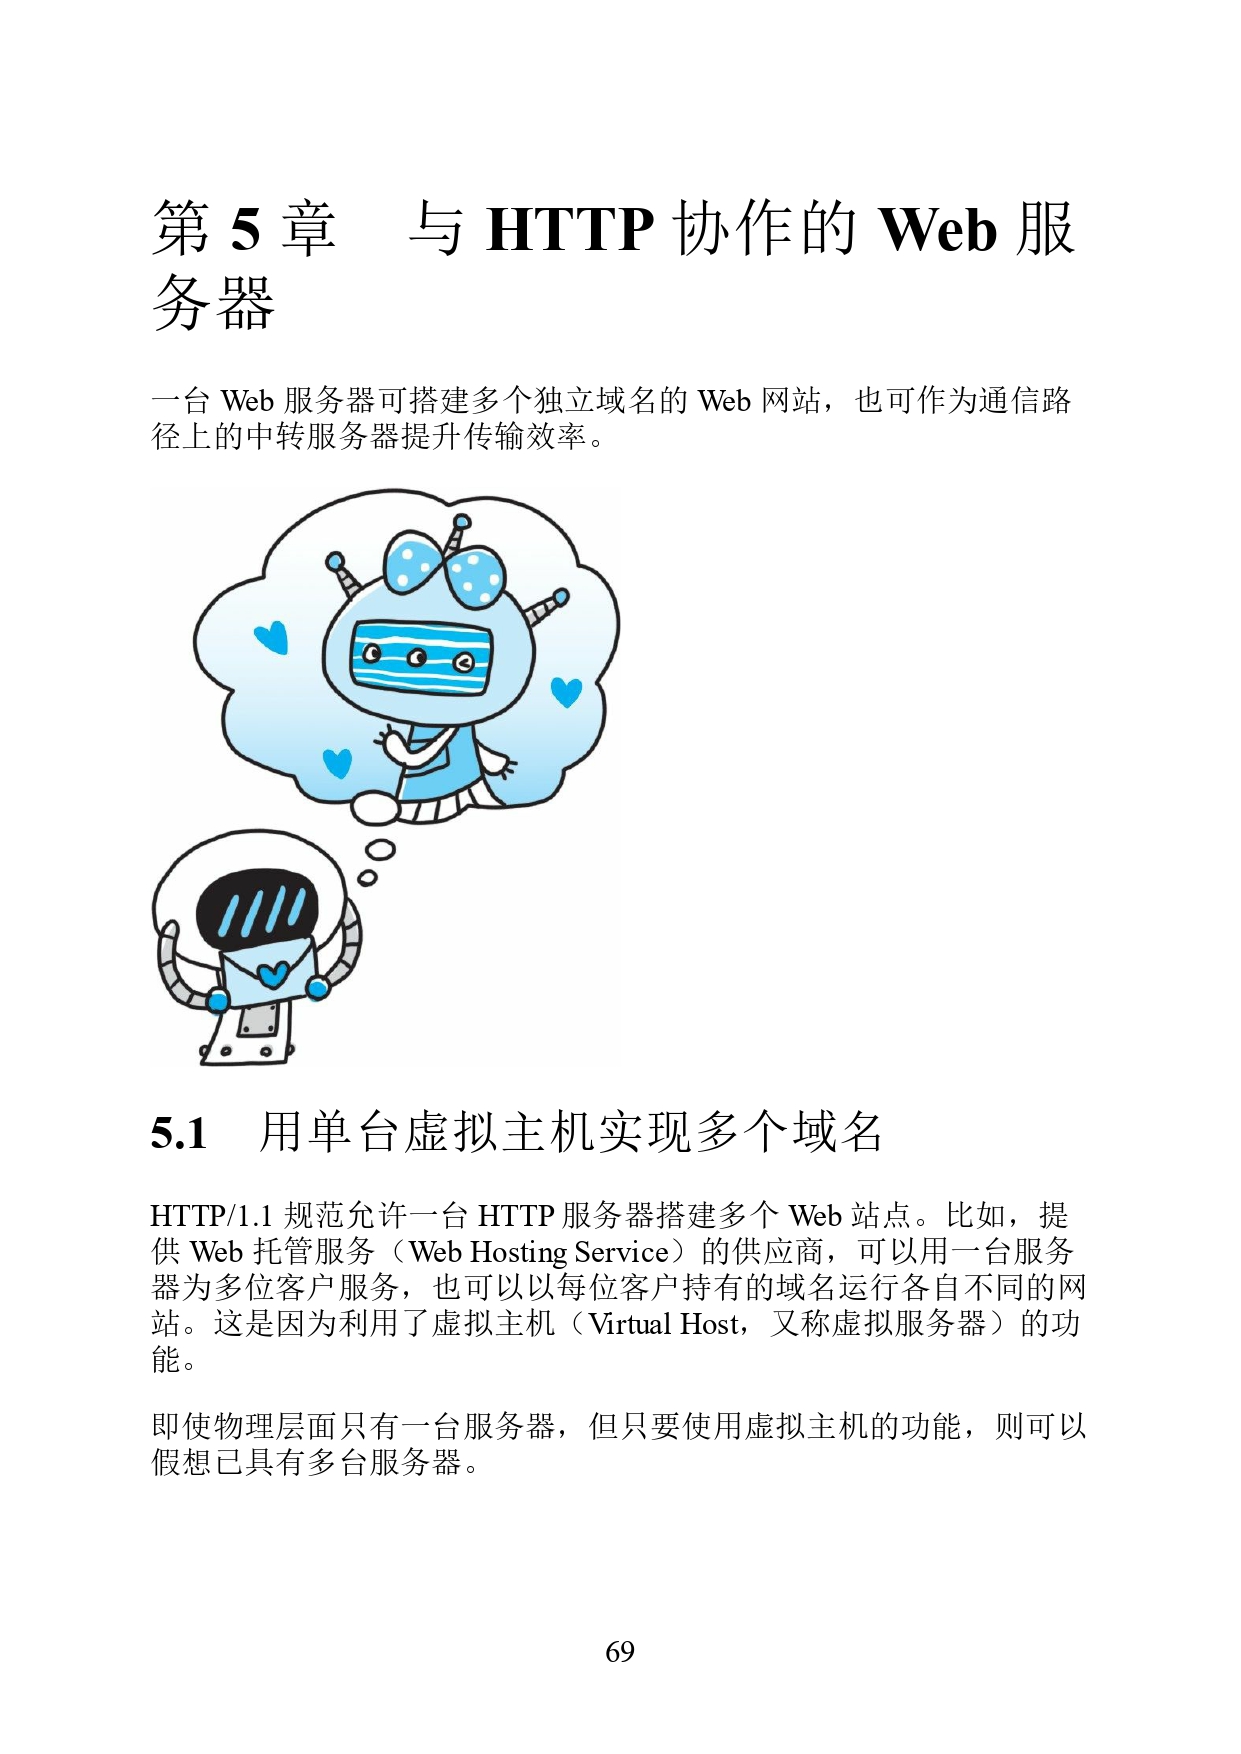 第 5 章　与 HTTP 协作的 Web 服
务器
一台 Web 服务器可搭建多个独立域名的 Web 网站，也可作为通信路
径上的中转服务器提升传输效率。
5.1　用单台虚拟主机实现多个域名
HTTP/1.1 规范允许一台 HTTP 服务器搭建多个 Web 站点。比如，提
供 Web 托管服务（Web Hosting Service）的供应商，可以用一台服务
器为多位客户服务，也可以以每位客户持有的域名运行各自不同的网
站。这是因为利用了虚拟主机（Virtual Host，又称虚拟服务器）的功
能。
即使物理层面只有一台服务器，但只要使用虚拟主机的功能，则可以
假想已具有多台服务器。
69